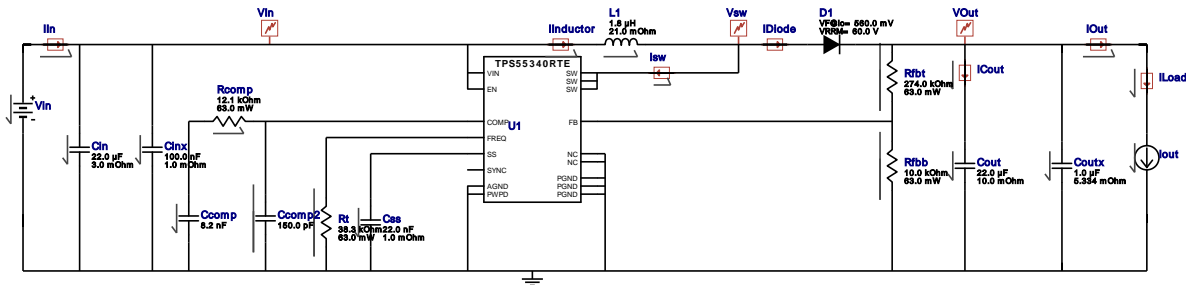 Iin
Vin
IInductor
L1
1.8 µH
21.0 mOhm
Vsw
IDiode
D1
VF@Io= 560.0 mV
VRRM= 60.0 V
VOut
IOut
Isw
ICout
ILoad
TPS55340RTE
VIN
EN
COMP
FREQ
SS
SYNC
AGND
PWPD
U1
SW
SW
SW
FB
NC
NC
PGND
PGND
PGND
Rfbt
274.0 kOhm
63.0 mW
Vin
+
-
Rcomp
12.1 kOhm
63.0 mW
Cin
22.0 µF
3.0 mOhm
Cinx
100.0 nF
1.0 mOhm
Rfbb
10.0 kOhm
63.0 mW
Cout
22.0 µF
10.0 mOhm
Coutx
1.0 µF
5.334 mOhm
Iout
Ccomp
8.2 nF
Ccomp2
150.0 pF
Rt
38.3 kOhm
63.0 mW
Css
22.0 nF
1.0 mOhm